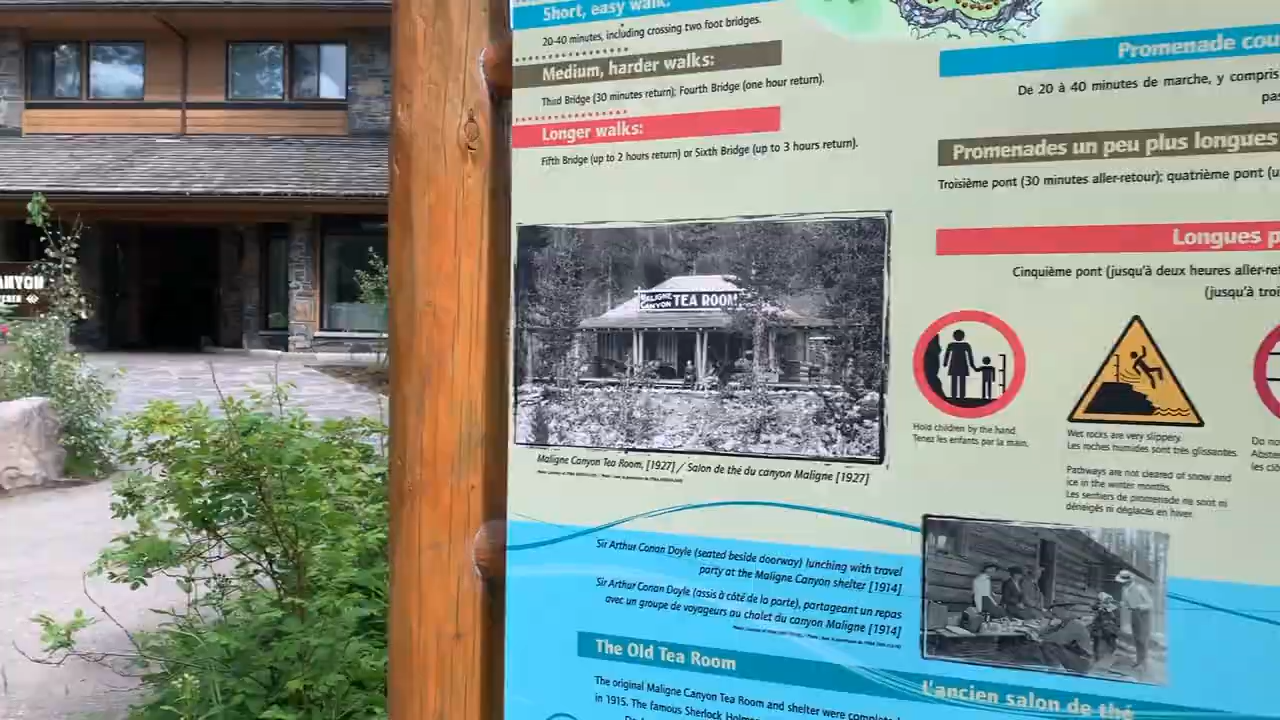 Short, easy walk:
20-40 minutes, including crossing two foot bridges.
Medium, harder walks:
Third Bridge (30 minutes return); Fourth Bridge (one hour return).
Longer walks:
Fifth Bridge (up to 2 hours return) or Sixth Bridge (up to 3 hours return).
Promenade cou
De 20 à 40 minutes de marche, y compris
pas
Promenades un peu plus longues
Troisième pont (30 minutes aller-retour); quatrième pont (u
Longues p
Cinquième pont (jusqu'à deux heures aller-re
(jusqu'à troi
ANYON
MALIGNE CANYON TEA ROOM
Maligne Canyon Tea Room, [1927] / Salon de thé du canyon Maligne [1927]
Hold children by the hand.
Tenez les enfants par la main.
Wet rocks are very slippery.
Les roches humides sont très glissantes.
Pathways are not cleared of snow and
ice in the winter months.
Les sentiers de promenade ne sont ni
déneigés ni déglacés en hiver.
Do no
Abste
les clô
Sir Arthur Conan Doyle (seated beside doorway) lunching with travel
party at the Maligne Canyon shelter [1914]
Sir Arthur Conan Doyle (assis à côté de la porte), partageant un repas
avec un groupe de voyageurs au chalet du canyon Maligne [1914]
The Old Tea Room
L'ancien salon de thé
The original Maligne Canyon Tea Room and shelter were complet
in 1915. The famous Sherlock Holmes